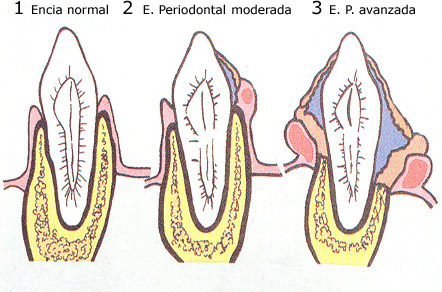 1 Encia normal 2 E. Periodontal moderada 3 E. P. avanzada